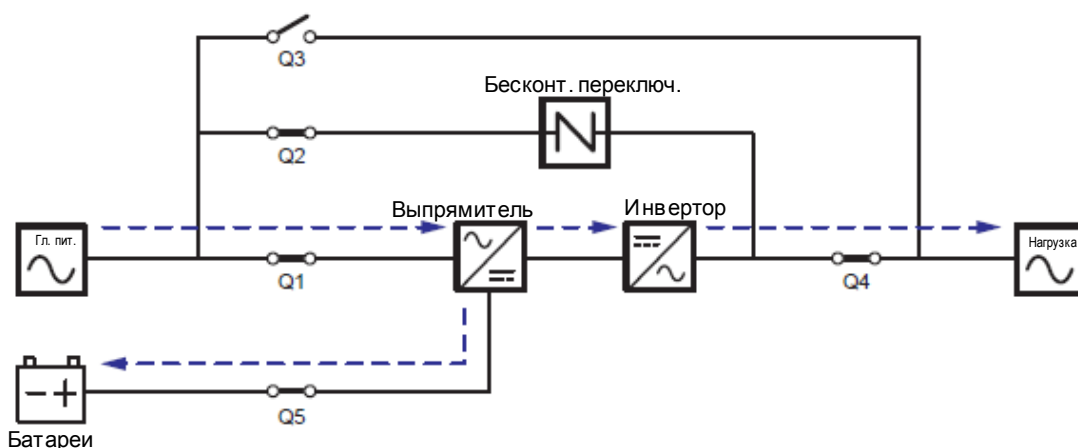 Q3
Бесконт. переключ.
Q2
Выпрямитель
Инвертор
Гл. пит.
Нагрузка
Q1
Q4
Q5
Батареи